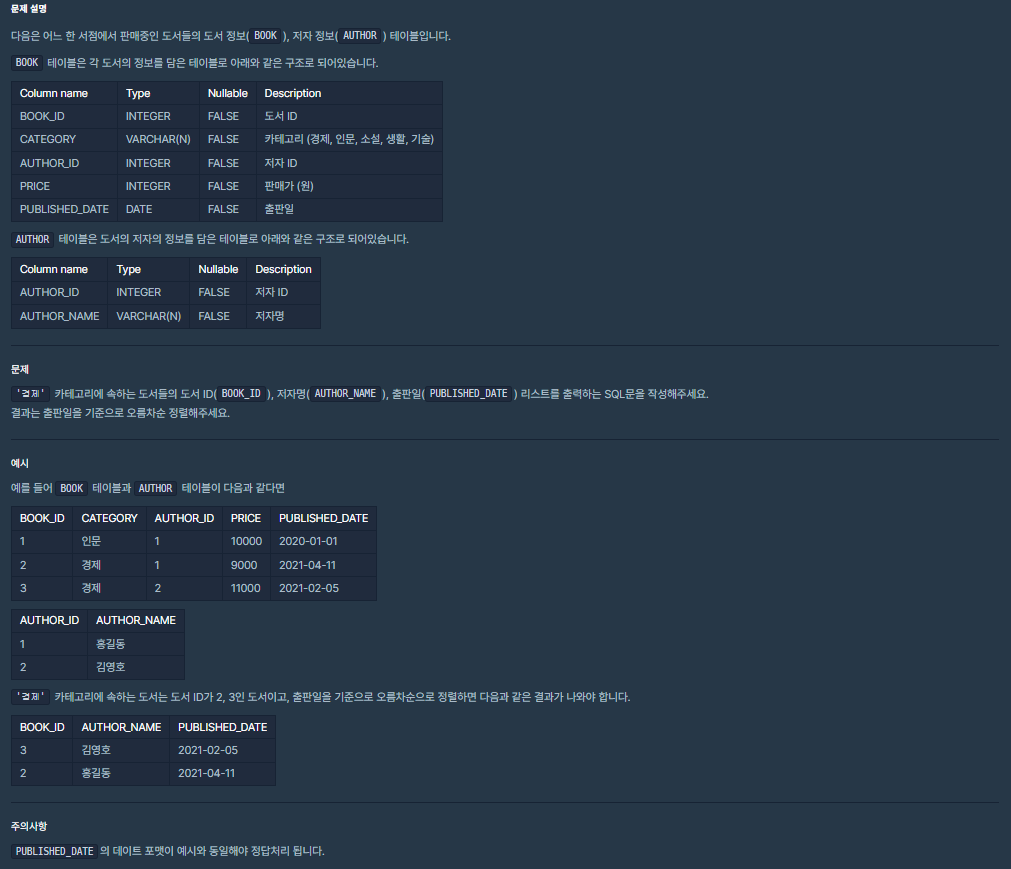 문제 설명
다음은 어느 한 서점에서 판매중인 도서들의 도서 정보( BOOK ), 저자 정보( AUTHOR ) 테이블입니다.
BOOK 테이블은 각 도서의 정보를 담은 테이블로 아래와 같은 구조로 되어있습니다.
Column name Type Nullable Description
BOOK_ID INTEGER FALSE 도서 ID
CATEGORY VARCHAR(N) FALSE 카테고리 (경제, 인문, 소설, 생활, 기술)
AUTHOR_ID INTEGER FALSE 저자 ID
PRICE INTEGER FALSE 판매가 (원)
PUBLISHED_DATE DATE FALSE 출판일
AUTHOR 테이블은 도서의 저자의 정보를 담은 테이블로 아래와 같은 구조로 되어있습니다.
Column name Type Nullable Description
AUTHOR_ID INTEGER FALSE 저자 ID
AUTHOR_NAME VARCHAR(N) FALSE 저자명
문제
'경제' 카테고리에 속하는 도서들의 도서 ID( BOOK_ID ), 저자명( AUTHOR_NAME ), 출판일( PUBLISHED_DATE ) 리스트를 출력하는 SQL문을 작성해주세요.
결과는 출판일을 기준으로 오름차순 정렬해주세요.
예시
예를 들어 BOOK 테이블과 AUTHOR 테이블이 다음과 같다면
BOOK_ID CATEGORY AUTHOR_ID PRICE PUBLISHED_DATE
1 인문 1 10000 2020-01-01
2 경제 1 9000 2021-04-11
3 경제 2 11000 2021-02-05
AUTHOR_ID AUTHOR_NAME
1 홍길동
2 김영호
'경제' 카테고리에 속하는 도서는 도서 ID가 2, 3인 도서이고, 출판일을 기준으로 오름차순으로 정렬하면 다음과 같은 결과가 나와야 합니다.
BOOK_ID AUTHOR_NAME PUBLISHED_DATE
3 김영호 2021-02-05
2 홍길동 2021-04-11
주의사항
PUBLISHED_DATE 의 데이트 포맷이 예시와 동일해야 정답처리 됩니다.